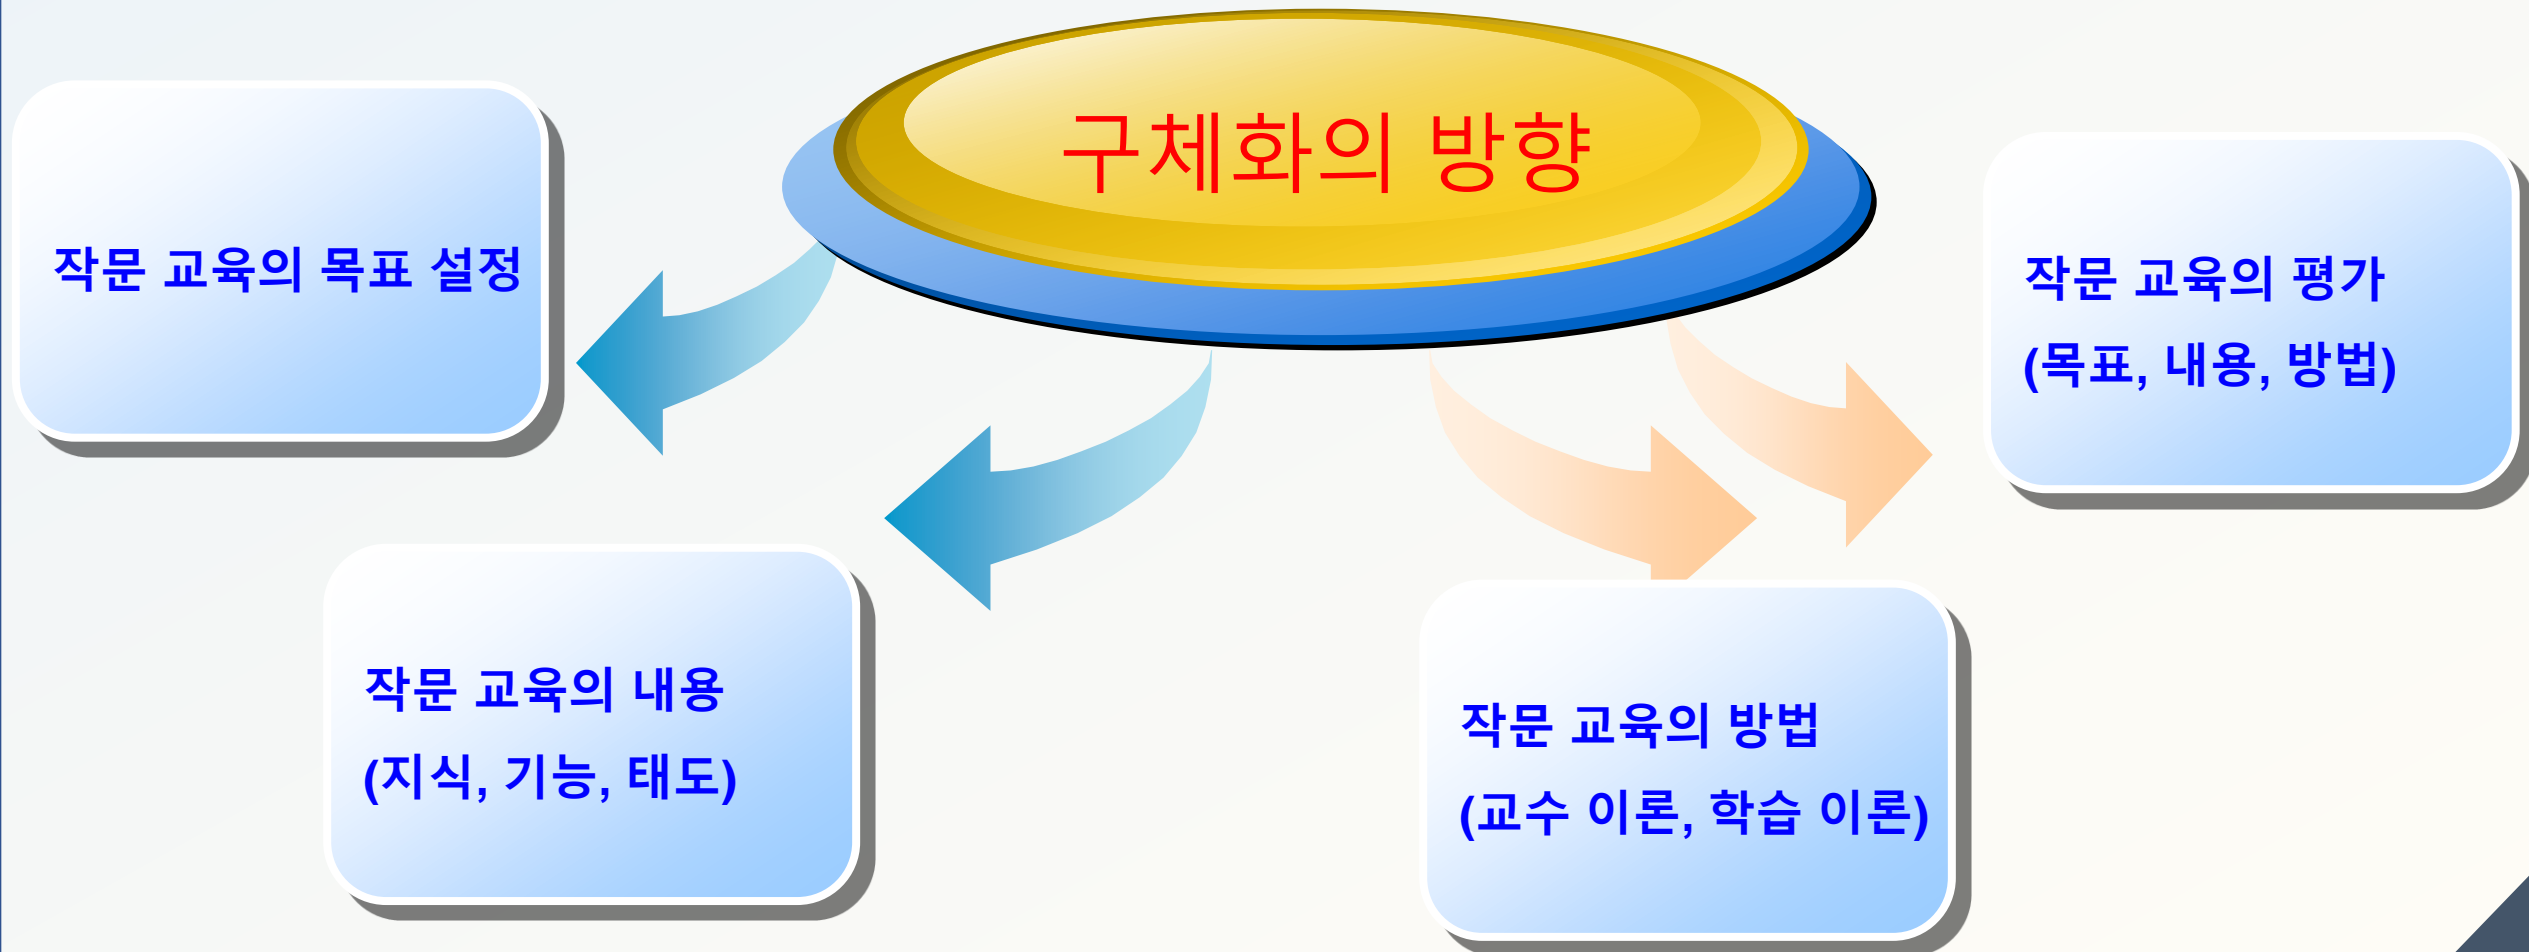 구체화의 방향
작문 교육의 목표 설정
작문 교육의 내용
(지식, 기능, 태도)
작문 교육의 방법
(교수 이론, 학습 이론)
작문 교육의 평가
(목표, 내용, 방법)